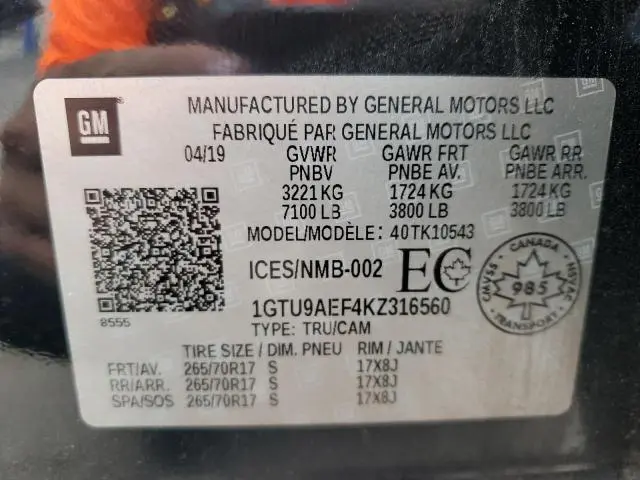 GM
MANUFACTURED BY GENERAL MOTORS LLC
FABRIQUÉ PAR GENERAL MOTORS LLC
04/19 GVWR GAWR FRT GAWR RR
PNBV PNBE AV. PNBE ARR.
3221 KG 1724 KG 1724 KG
7100 LB 3800 LB 3800 LB
MODEL/MODÈLE: 40TK10543
ICES/NMB-002 EC
CANADA
CMVSS 985 NSVAC
1GTU9AEF4KZ316560
8555
TYPE: TRU/CAM
TIRE SIZE / DIM. PNEU RIM / JANTE
FRT/AV. 265/70R17 S 17X8J
RR/ARR. 265/70R17 S 17X8J
SPA/SOS 265/70R17 S 17X8J